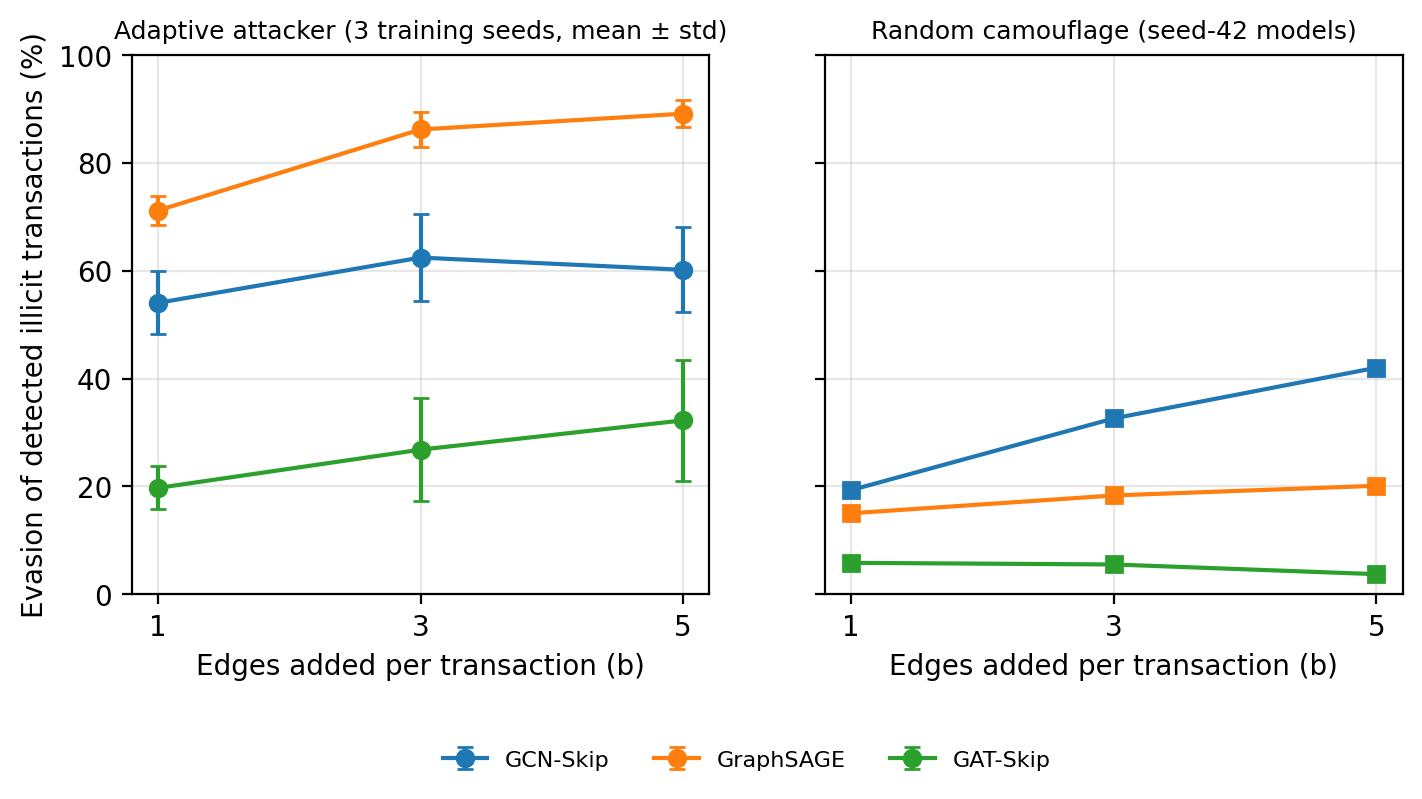 Adaptive attacker (3 training seeds, mean ± std)
Random camouflage (seed-42 models)
Evasion of detected illicit transactions (%)
100
80
60
40
20
0
1 3 5
1 3 5
Edges added per transaction (b)
Edges added per transaction (b)
GCN-Skip GraphSAGE GAT-Skip